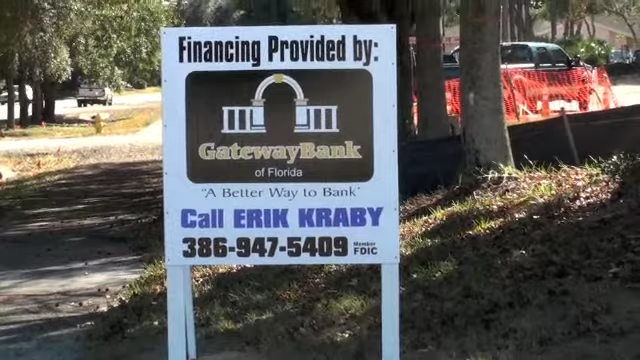 Financing Provided by:
GatewayBank
of Florida
"A Better Way to Bank"
Call ERIK KRABY
386-947-5409 Member
FDIC